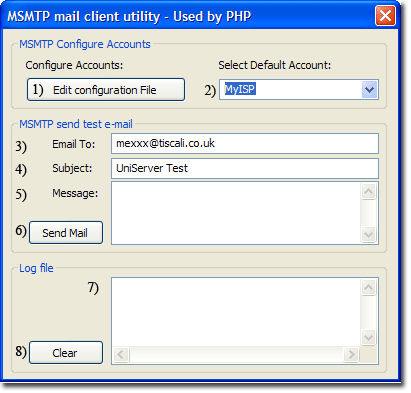 MSMTP mail client utility - Used by PHP
MSMTP Configure Accounts
Configure Accounts: Select Default Account:
1) Edit configuration File 2) MyISP
MSMTP send test e-mail
3) Email To: mexxx@tiscali.co.uk
4) Subject: UniServer Test
5) Message:
6) Send Mail
Log file
7)
8) Clear